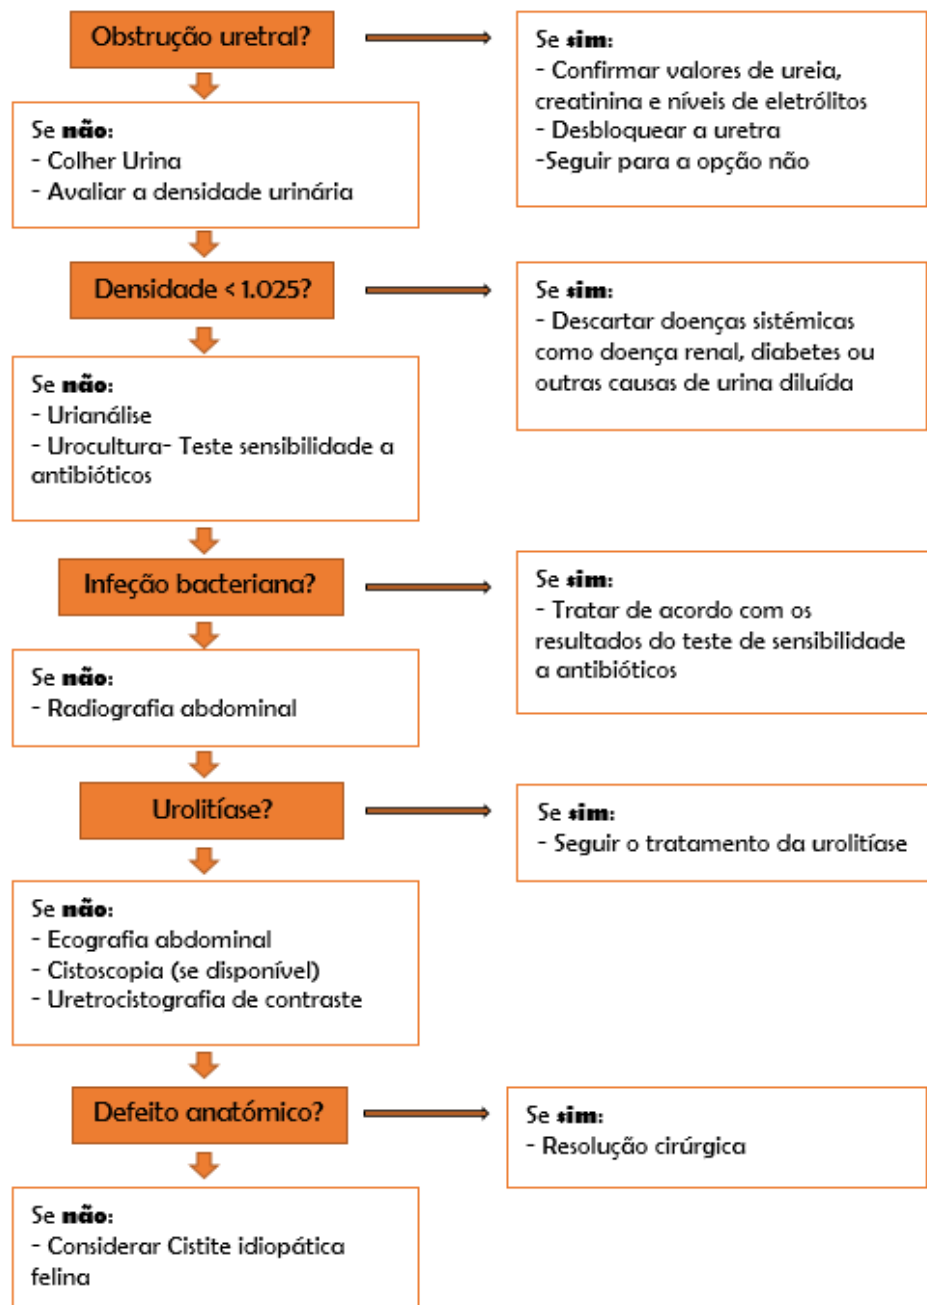 Obstrução uretral?
Se sim:
- Confirmar valores de ureia,
creatinina e níveis de eletrólitos
- Desbloquear a uretra
-Seguir para a opção não
Se não:
- Colher Urina
- Avaliar a densidade urinária
Densidade < 1.025?
Se sim:
- Descartar doenças sistémicas
como doença renal, diabetes ou
outras causas de urina diluída
Se não:
- Urianálise
- Urocultura- Teste sensibilidade a
antibióticos
Infeção bacteriana?
Se sim:
- Tratar de acordo com os
resultados do teste de sensibilidade
a antibióticos
Se não:
- Radiografia abdominal
Urolitíase?
Se sim:
- Seguir o tratamento da urolitíase
Se não:
- Ecografia abdominal
- Cistoscopia (se disponível)
- Uretrocistografia de contraste
Defeito anatómico?
Se sim:
- Resolução cirúrgica
Se não:
- Considerar Cistite idiopática
felina